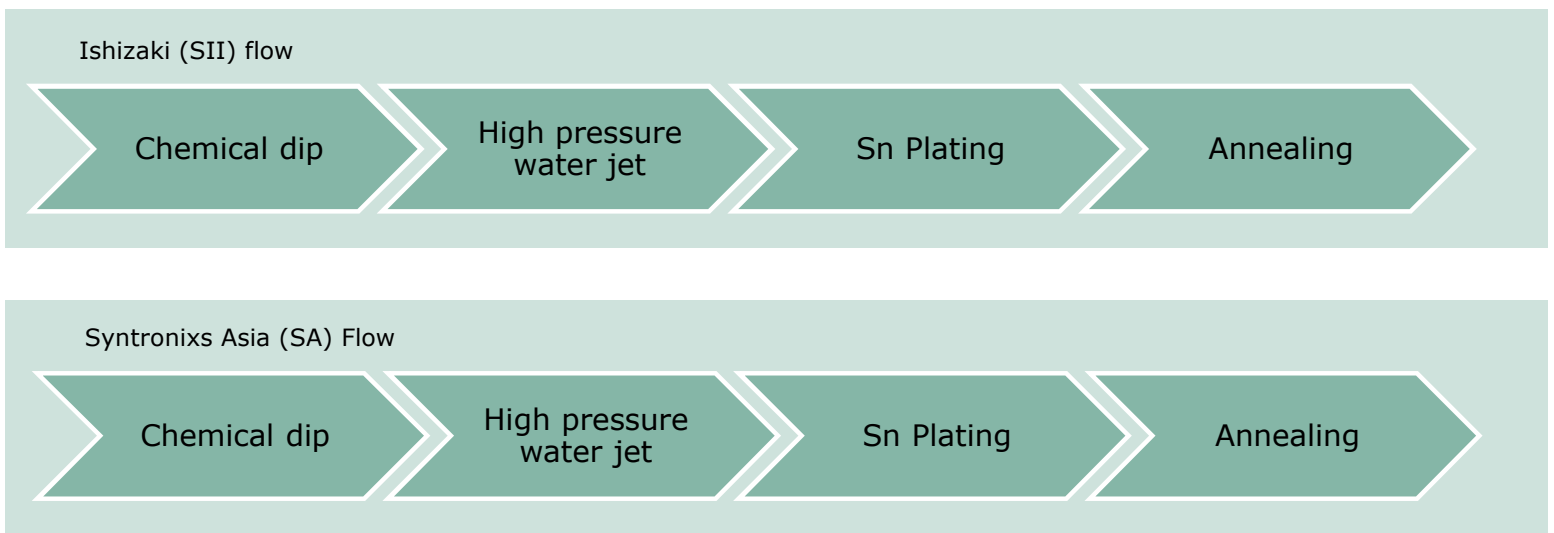 Ishizaki (SII) flow
Chemical dip
High pressure
water jet
Sn Plating
Annealing
Syntronixs Asia (SA) Flow
Chemical dip
High pressure
water jet
Sn Plating
Annealing